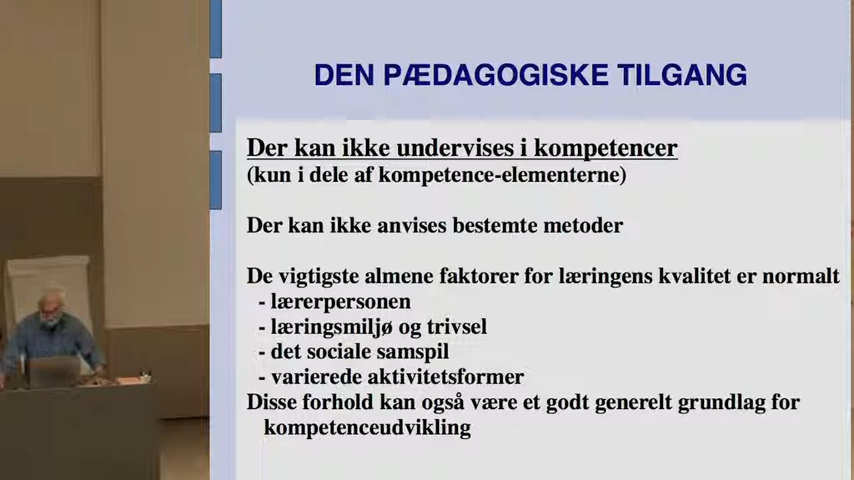 DEN PÆDAGOGISKE TILGANG
Der kan ikke undervises i kompetencer
(kun i dele af kompetence-elementerne)
Der kan ikke anvises bestemte metoder
De vigtigste almene faktorer for læringens kvalitet er normalt
- lærerpersonen
- læringsmiljø og trivsel
- det sociale samspil
- varierede aktivitetsformer
Disse forhold kan også være et godt generelt grundlag for
kompetenceudvikling